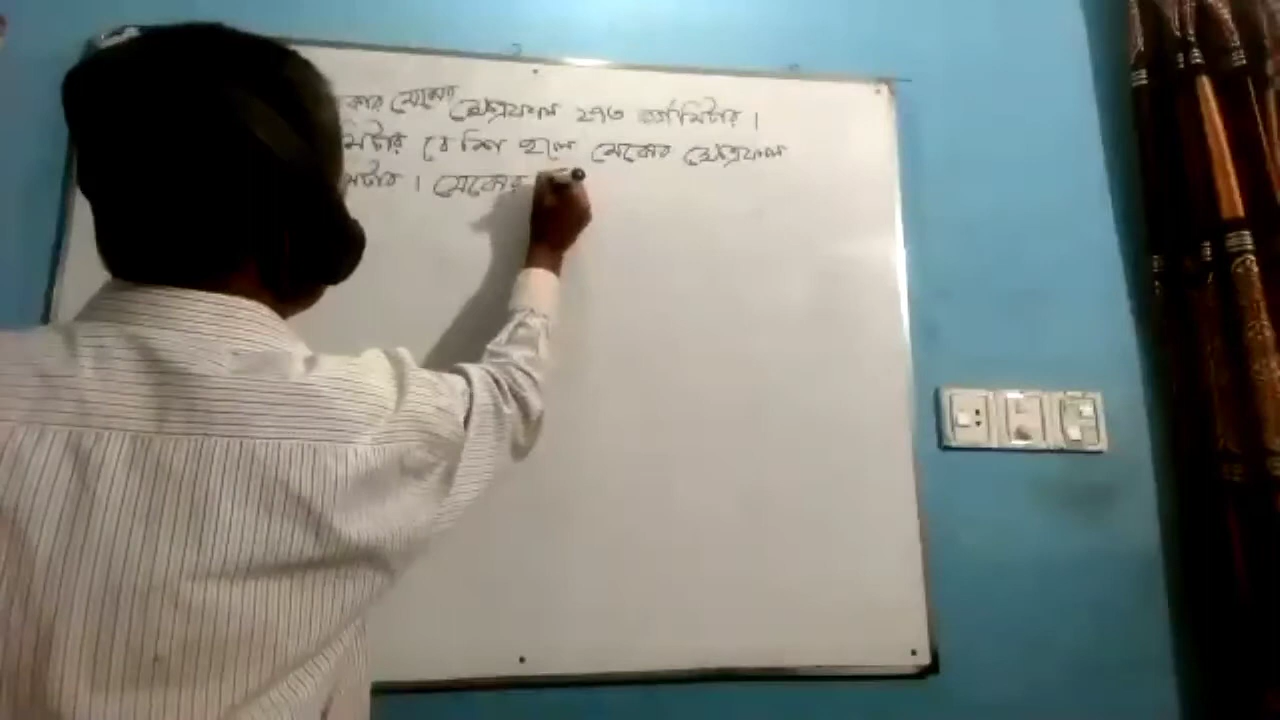 কার মেঝের ক্ষেত্রফল ২৭৩ বর্গমিটার।
মিটার বেশি হলে মেঝের ক্ষেত্রফল
মিটার। মেঝের